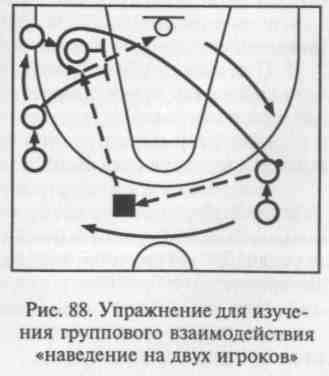 Рис. 88. Упражнение для изуче-
ния группового взаимодействия
«наведение на двух игроков»